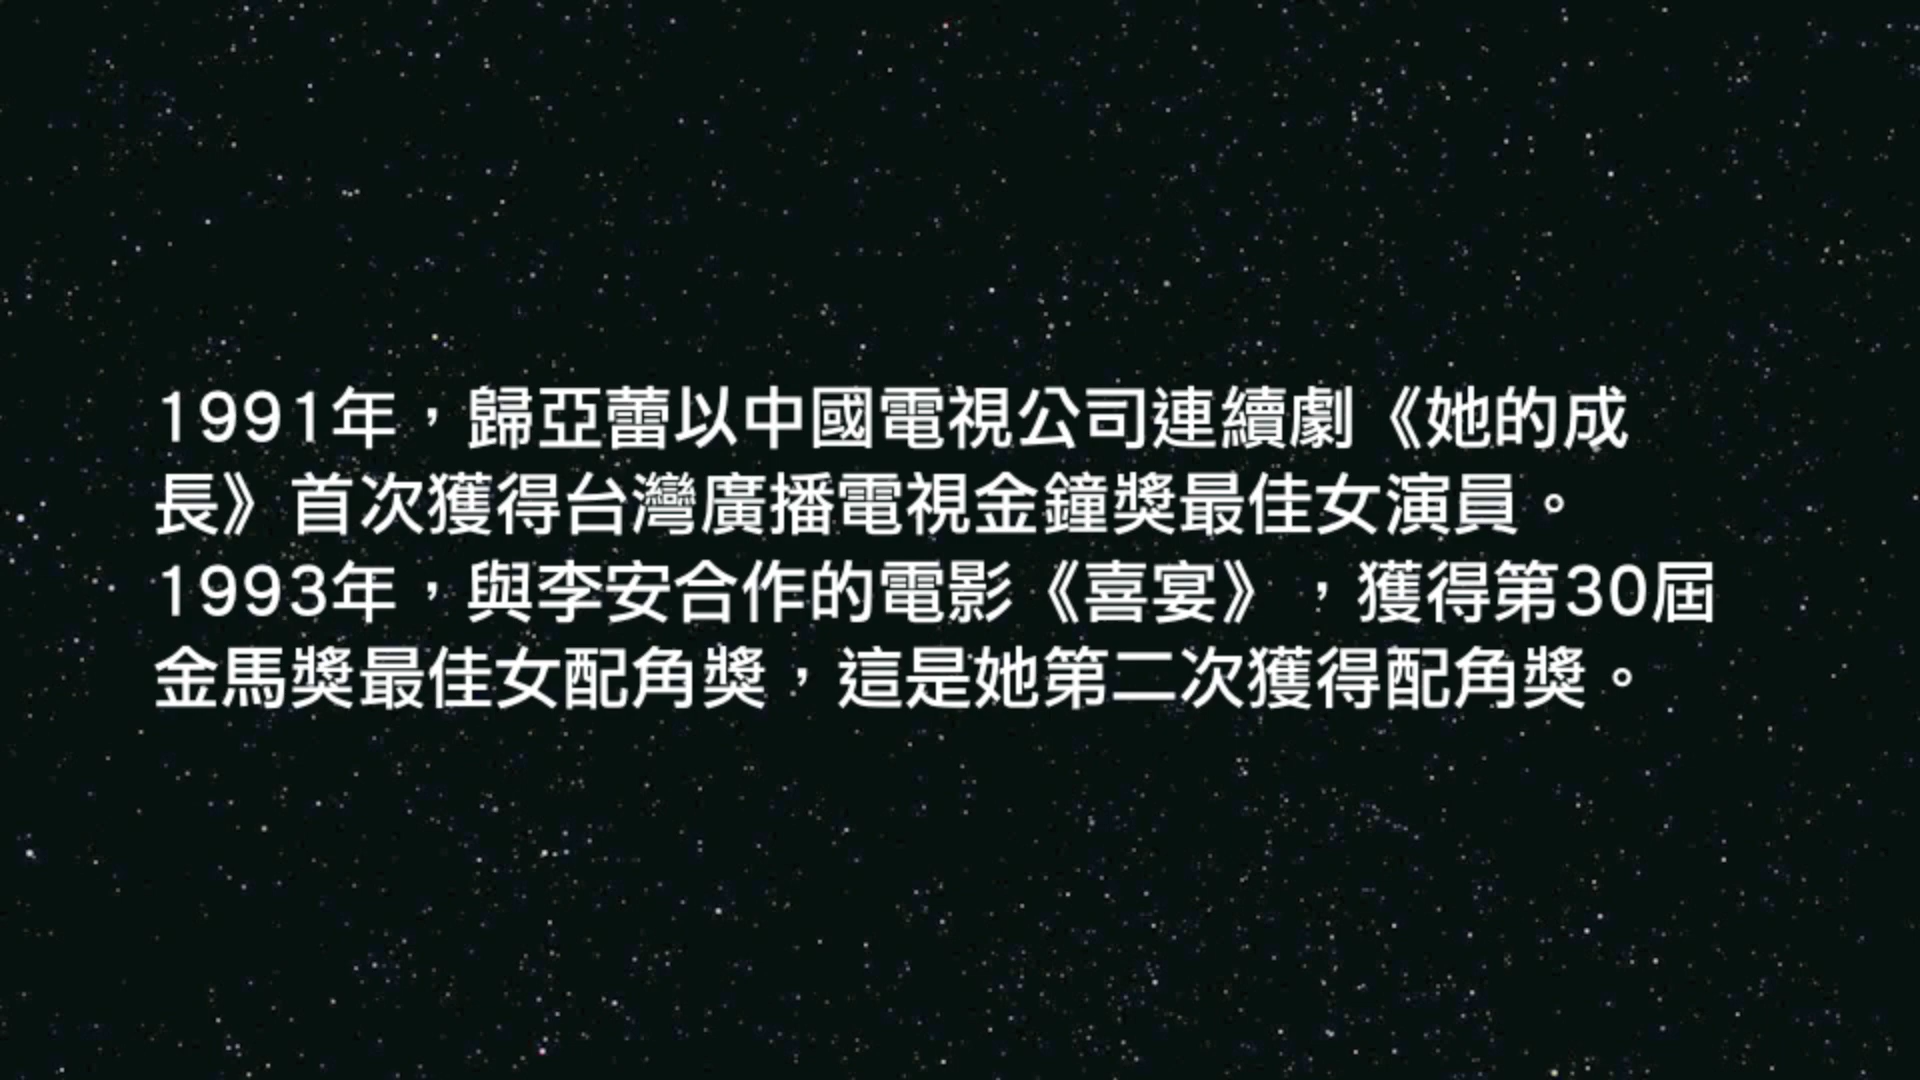 1991年，歸亞蕾以中國電視公司連續劇《她的成
長》首次獲得台灣廣播電視金鐘獎最佳女演員。
1993年，與李安合作的電影《喜宴》，獲得第30屆
金馬獎最佳女配角獎，這是她第二次獲得配角獎。